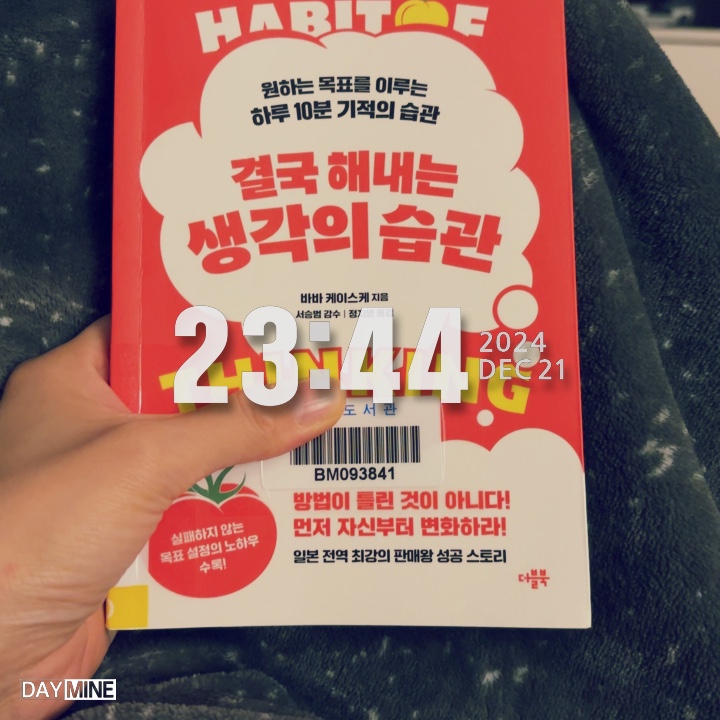 HABIT OF
원하는 목표를 이루는
하루 10분 기적의 습관
결국 해내는
생각의 습관
바바 케이스케 지음
서승범 감수 |
23:44
2024
DEC 21
THINKING
도서관
BM093841
방법이 틀린 것이 아니다!
먼저 자신부터 변화하라!
일본 전역 최강의 판매왕 성공 스토리
실패하지 않는
목표 설정의 노하우
수록!
더블북
DAYMINE